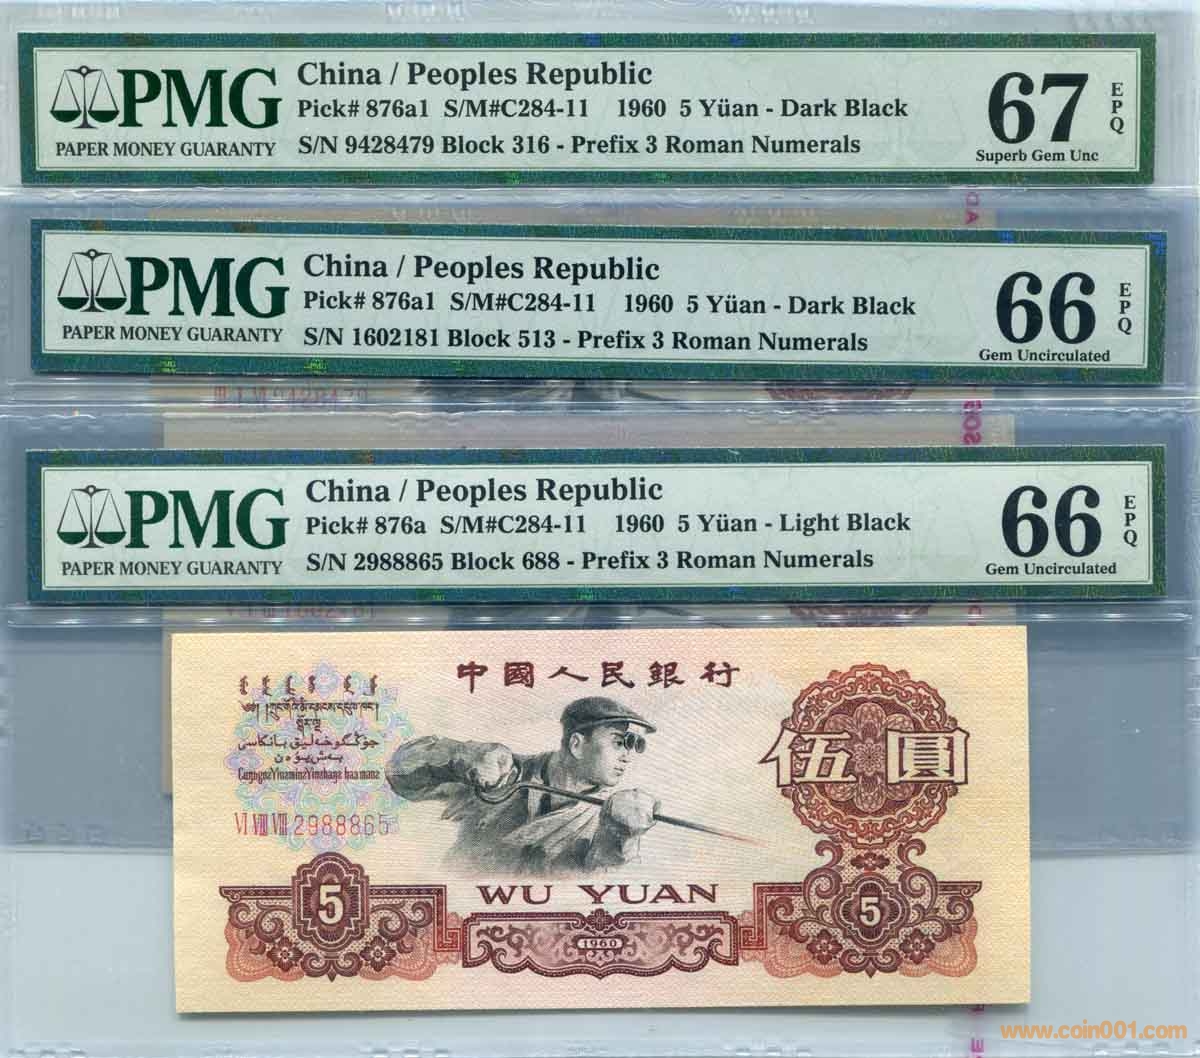 PMG
PAPER MONEY GUARANTY
China / Peoples Republic
Pick# 876a1 S/M#C284-11 1960 5 Yüan - Dark Black
S/N 9428479 Block 316 - Prefix 3 Roman Numerals
67
EPQ
Superb Gem Unc
PMG
PAPER MONEY GUARANTY
China / Peoples Republic
Pick# 876a1 S/M#C284-11 1960 5 Yüan - Dark Black
S/N 1602181 Block 513 - Prefix 3 Roman Numerals
66
EPQ
Gem Uncirculated
PMG
PAPER MONEY GUARANTY
China / Peoples Republic
Pick# 876a S/M#C284-11 1960 5 Yüan - Light Black
S/N 2988865 Block 688 - Prefix 3 Roman Numerals
66
EPQ
Gem Uncirculated
中國人民銀行
伍圓
VI VIII VIII 2988865
WU YUAN
5
1960
5
www.coin001.com